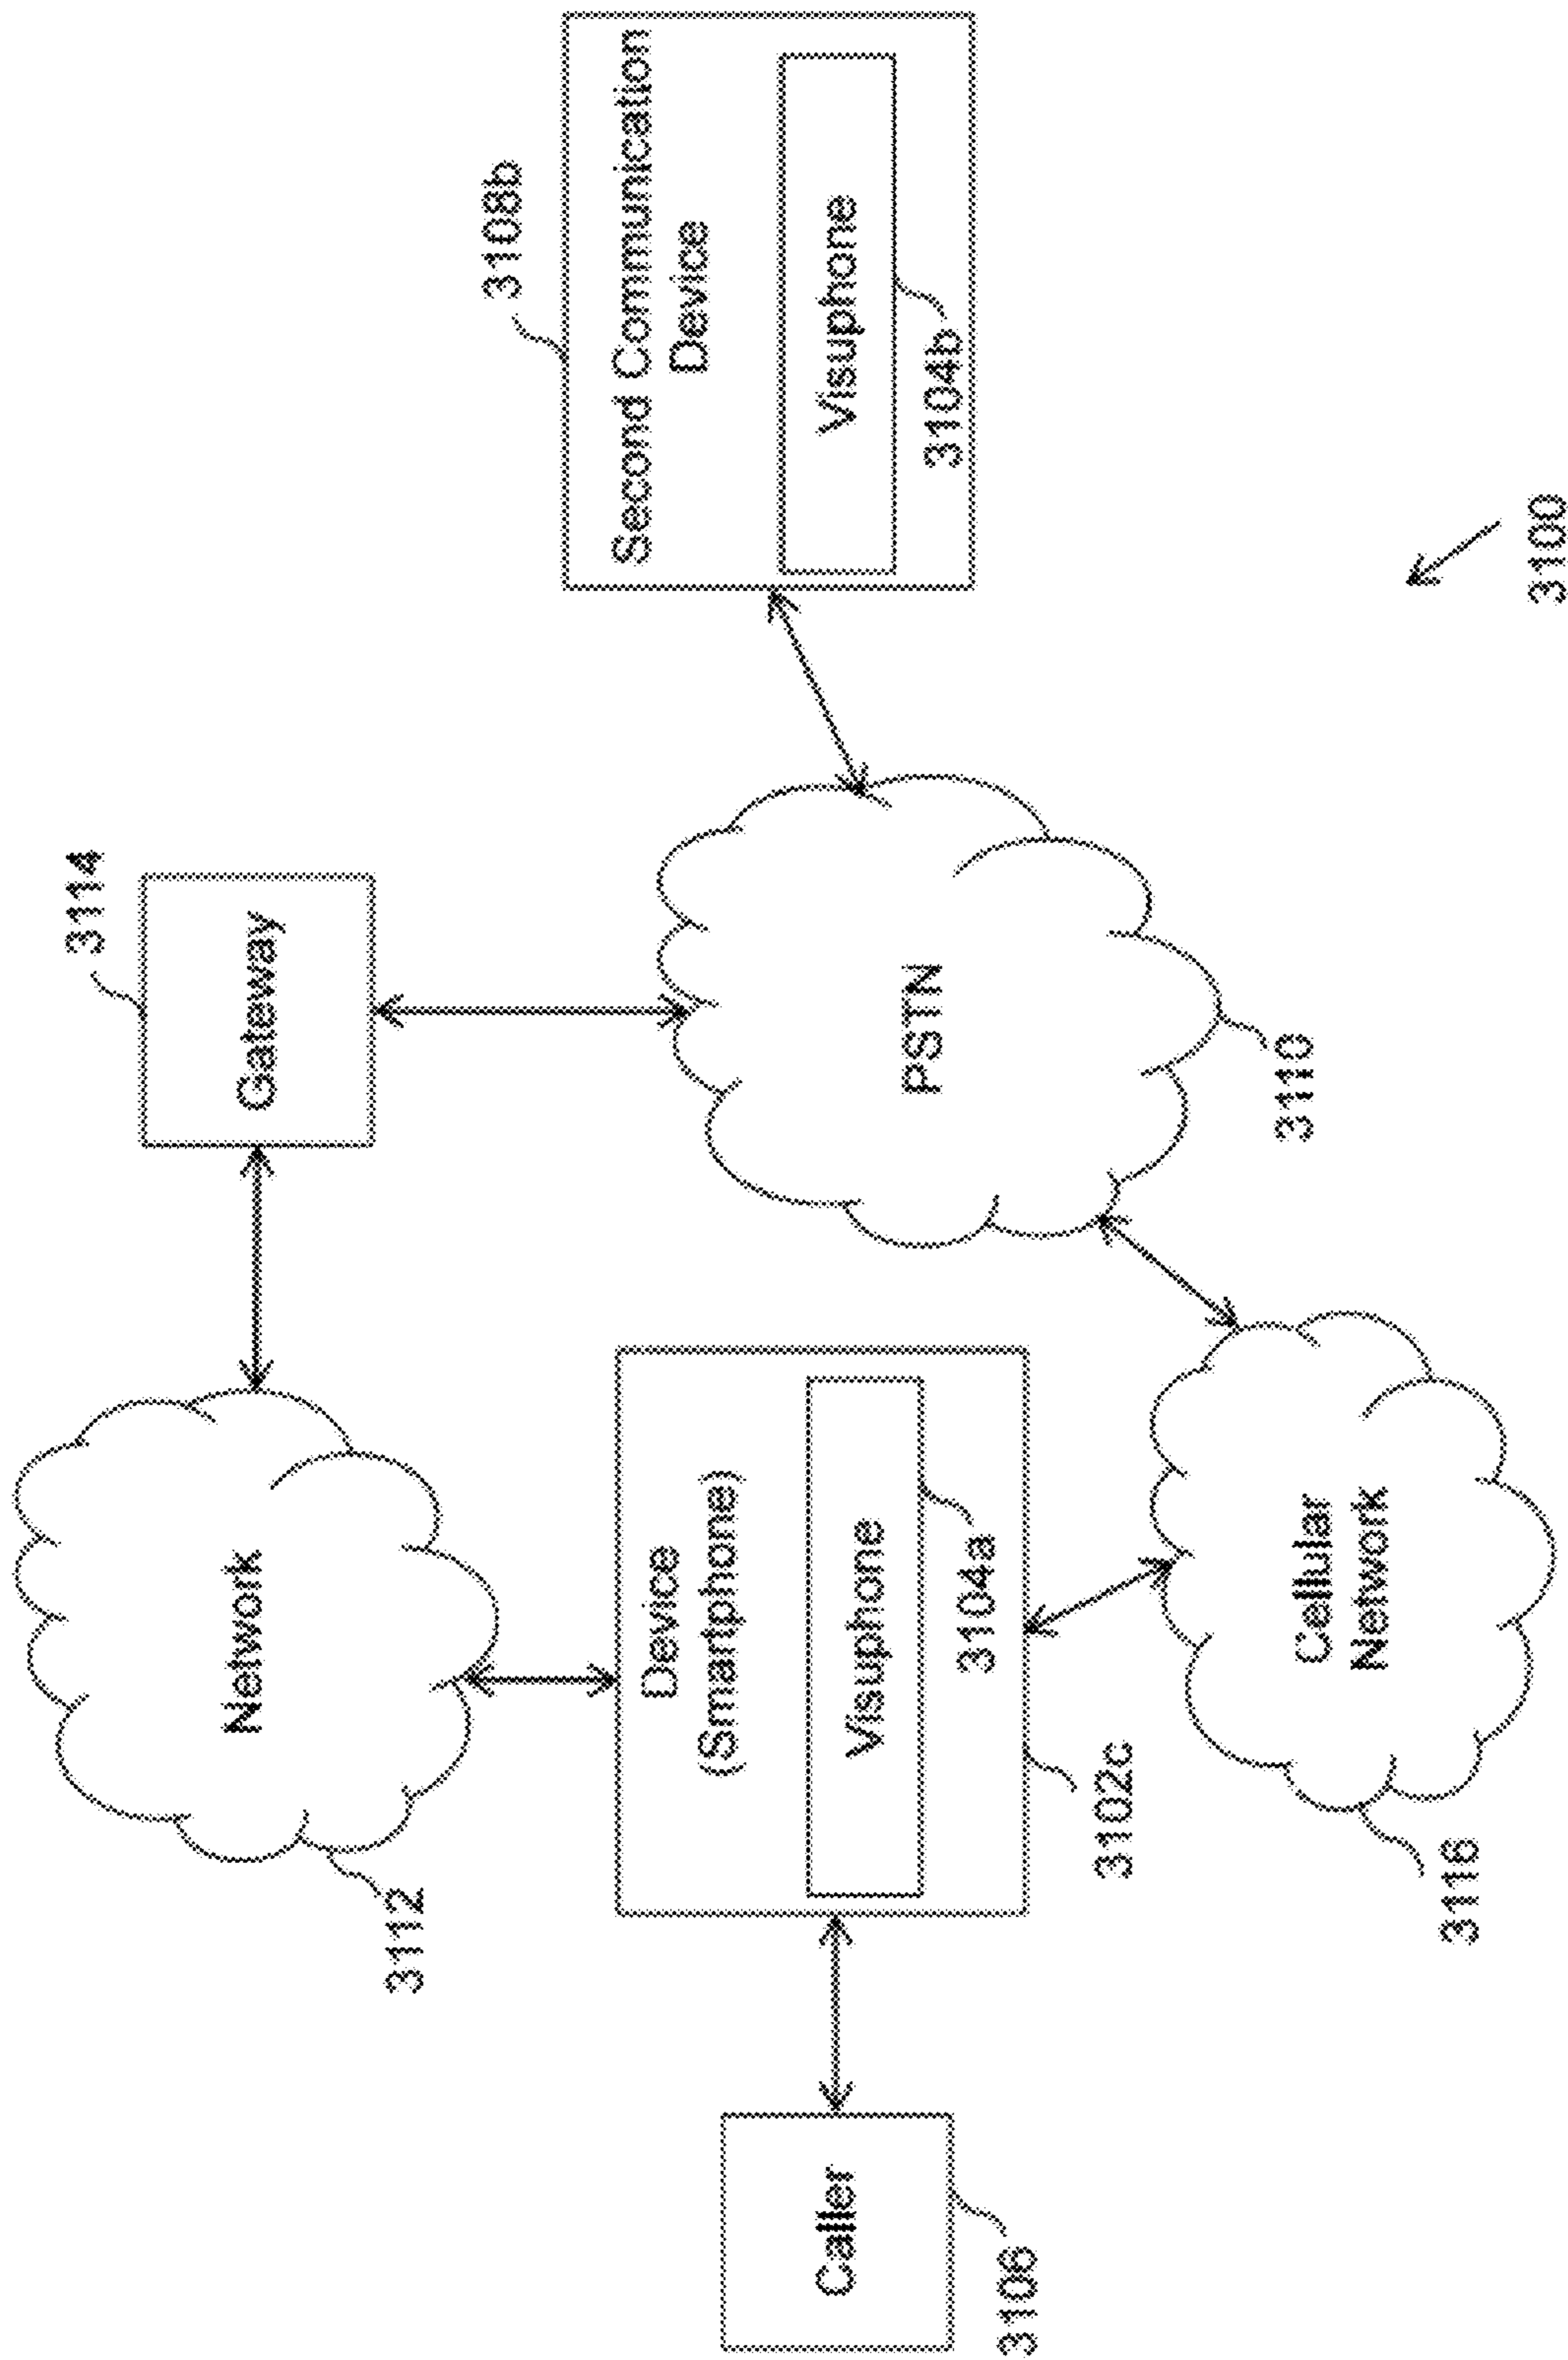 3112
Network
3114
Gateway
3108b
Second Communication
Device
Visuphone
3104b
Device
(Smartphone)
Visuphone
3104a
3102c
Caller
3106
PSTN
3110
Cellular
Network
3116
3100